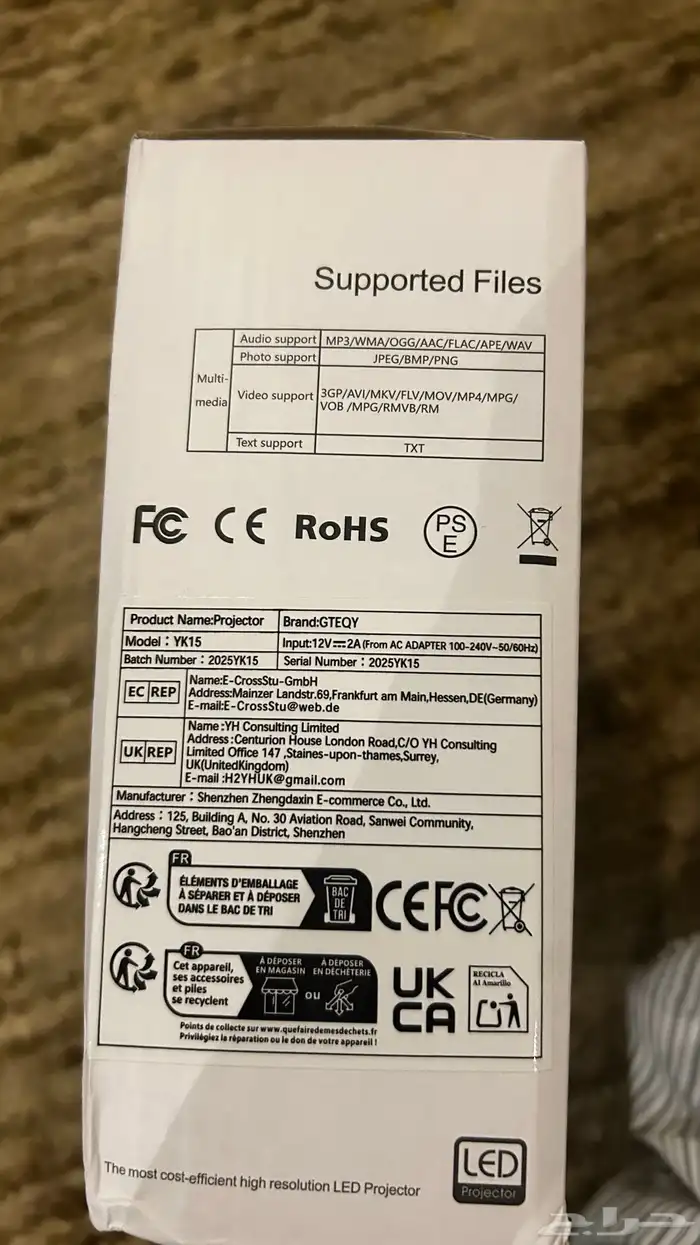 Supported Files
Multi-media
Audio support MP3/WMA/OGG/AAC/FLAC/APE/WAV
Photo support JPEG/BMP/PNG
Video support 3GP/AVI/MKV/FLV/MOV/MP4/MPG/
VOB /MPG/RMVB/RM
Text support TXT
FC CE RoHS PS E
Product Name:Projector Brand:GTEQY
Model：YK15 Input:12V⎓2A (From AC ADAPTER 100-240V~50/60Hz)
Batch Number：2025YK15 Serial Number：2025YK15
EC REP
Name:E-CrossStu-GmbH
Address:Mainzer Landstr.69,Frankfurt am Main,Hessen,DE(Germany)
E-mail:E-CrossStu@web.de
UK REP
Name:YH Consulting Limited
Address:Centurion House London Road,C/O YH Consulting
Limited Office 147 ,Staines-upon-thames,Surrey,
UK(UnitedKingdom)
E-mail :H2YHUK@gmail.com
Manufacturer：Shenzhen Zhengdaxin E-commerce Co., Ltd.
Address：125, Building A, No. 30 Aviation Road, Sanwei Community,
Hangcheng Street, Bao'an District, Shenzhen
FR
ÉLÉMENTS D'EMBALLAGE
À SÉPARER ET À DÉPOSER
DANS LE BAC DE TRI
BAC
DE
TRI
CE FC
FR
Cet appareil,
ses accessoires
et piles
se recyclent
À DÉPOSER
EN MAGASIN
OU
À DÉPOSER
EN DÉCHÈTERIE
Points de collecte sur www.quefairedemesdechets.fr
Privilégiez la réparation ou le don de votre appareil !
UK
CA
RECICLA
Al Amarillo
The most cost-efficient high resolution LED Projector
LED
Projector
حراج